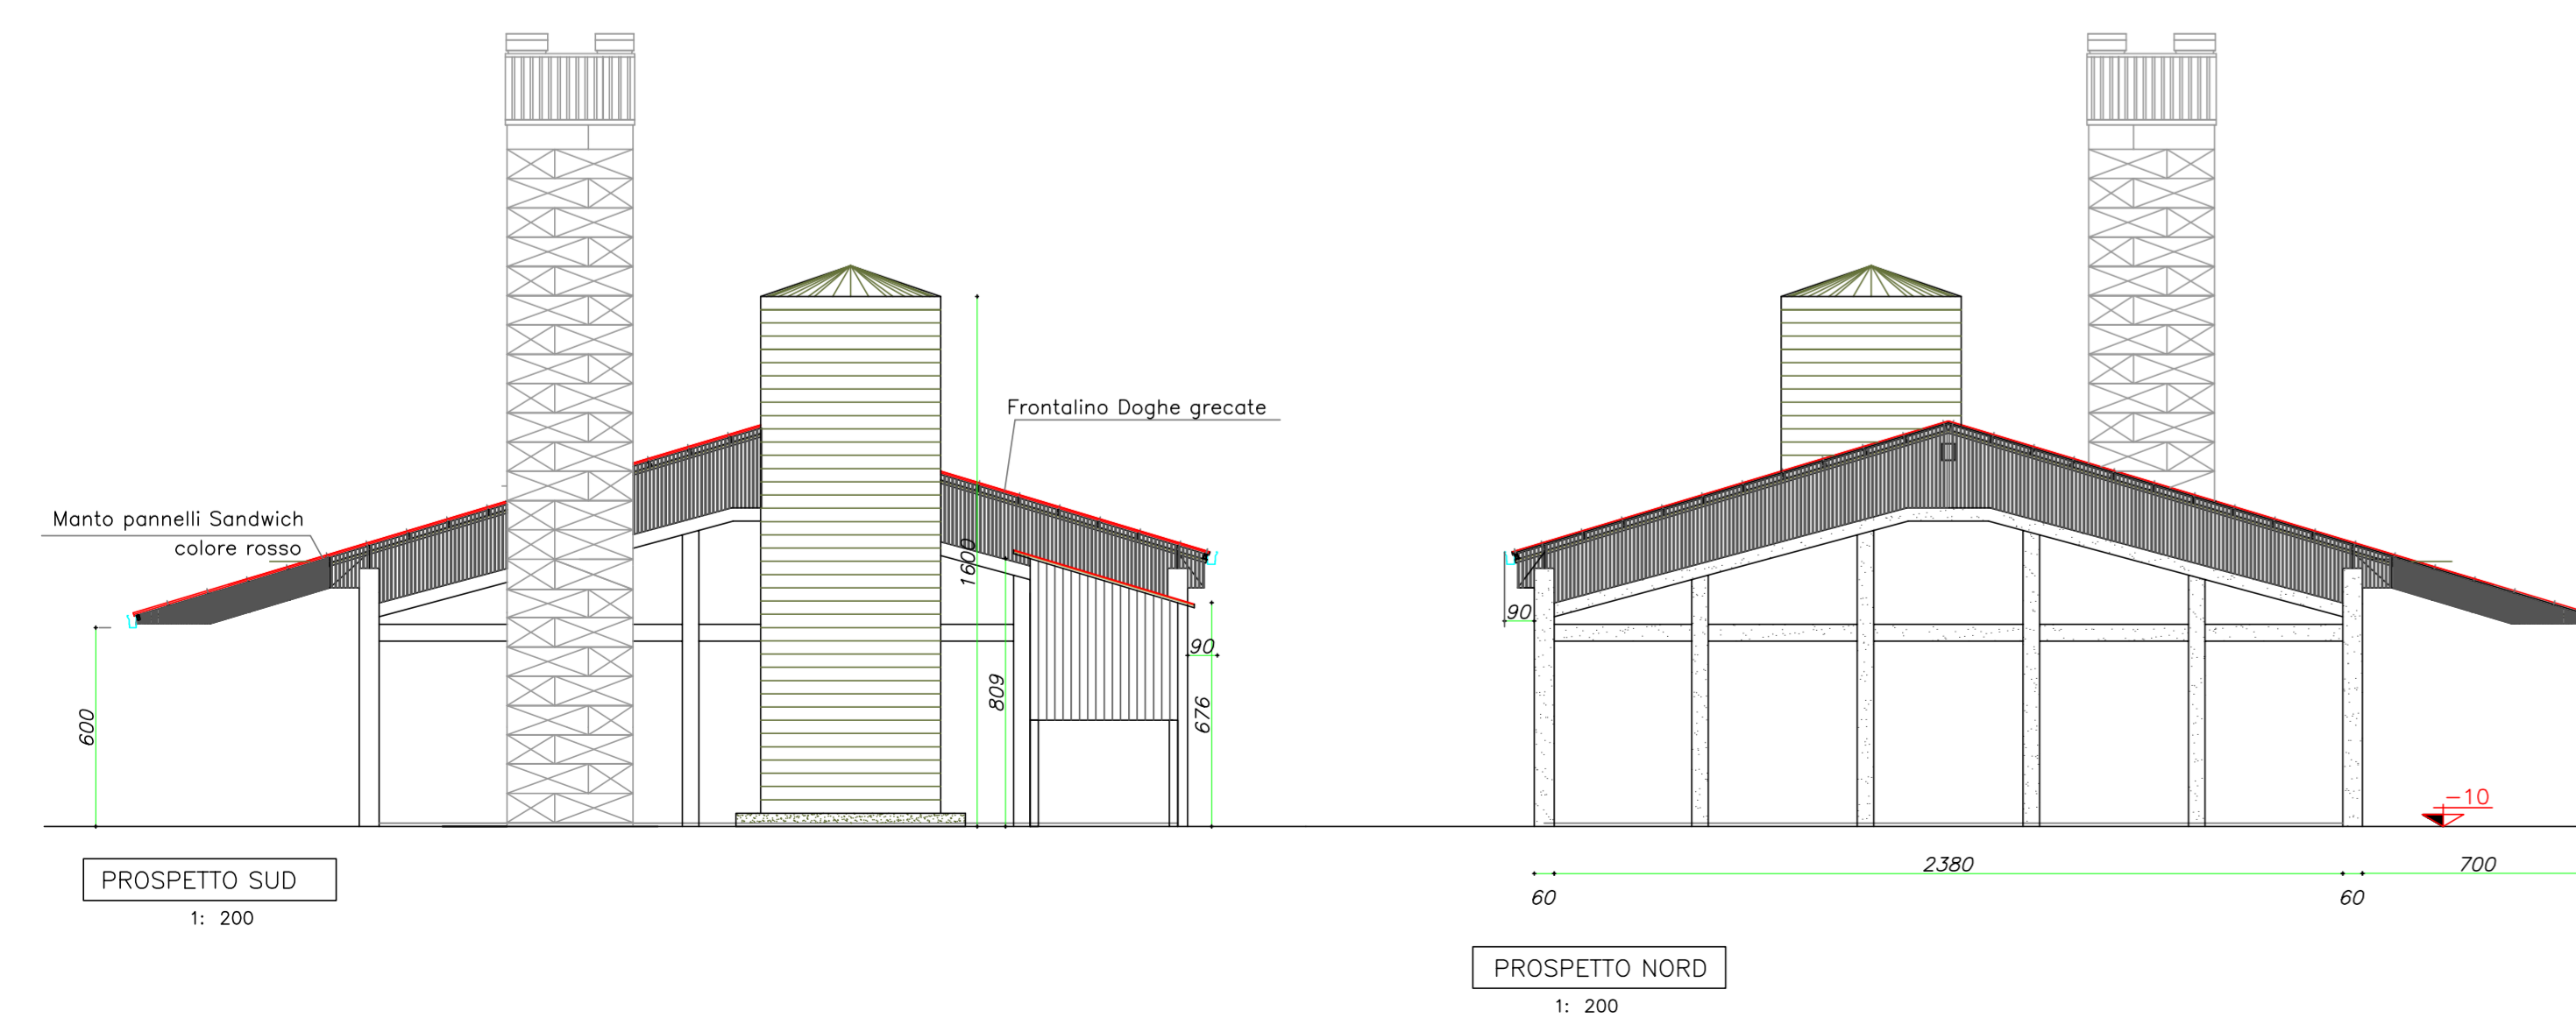 Frontalino Doghe grecate
Manto pannelli Sandwich
colore rosso
1600
90
90
600
809
676
-10
2380
700
60
60
PROSPETTO SUD
1: 200
PROSPETTO NORD
1: 200